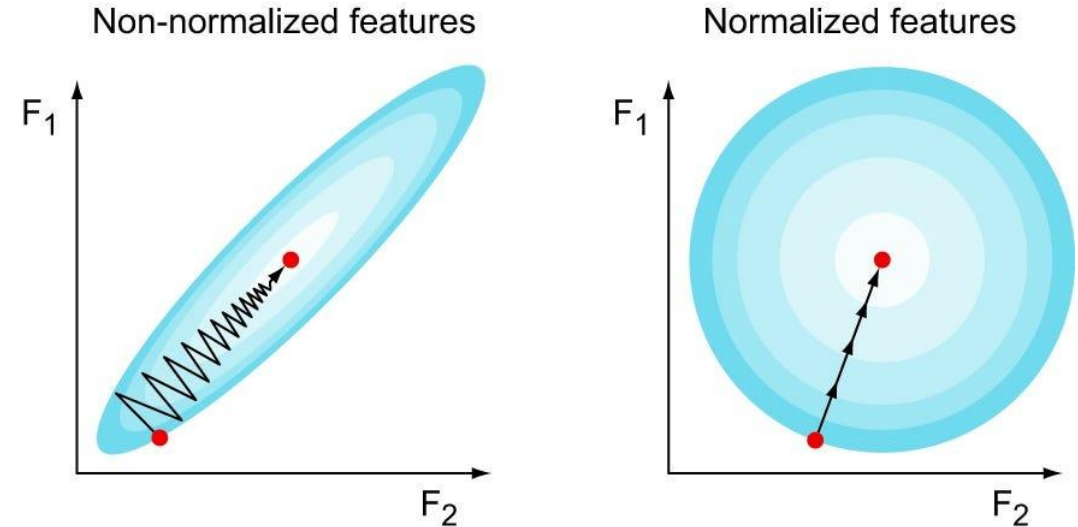 Non-normalized features
F₁
F₂
Normalized features
F₁
F₂